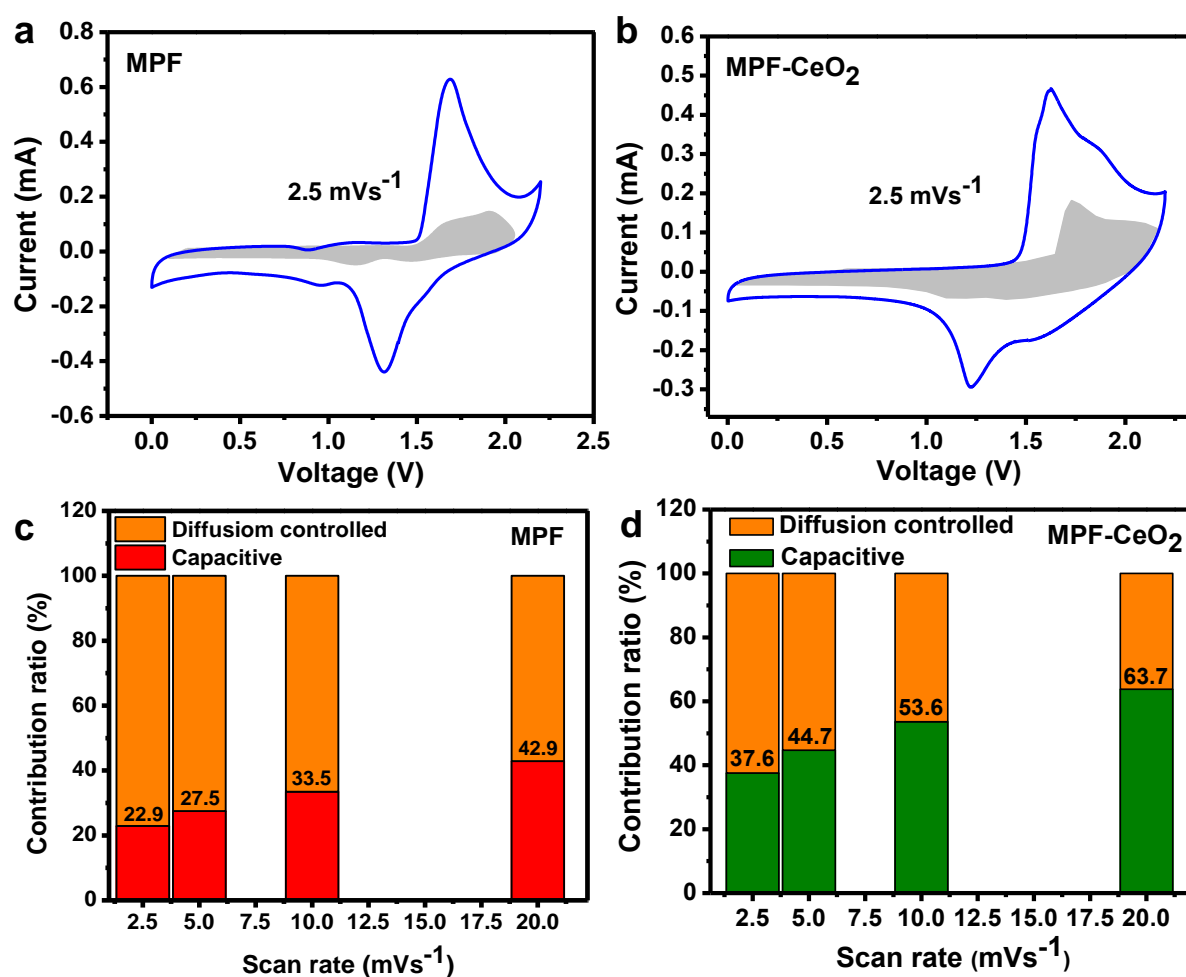 a
MPF
2.5 mVs⁻¹
Current (mA)
0.8
0.6
0.4
0.2
0.0
-0.2
-0.4
-0.6
0.0 0.5 1.0 1.5 2.0 2.5
Voltage (V)
b
MPF-CeO₂
2.5 mVs⁻¹
Current (mA)
0.6
0.5
0.4
0.3
0.2
0.1
0.0
-0.1
-0.2
-0.3
0.0 0.5 1.0 1.5 2.0
Voltage (V)
c
Diffusiom controlled
Capacitive
MPF
Contribution ratio (%)
120
100
80
60
40
20
0
22.9 27.5 33.5 42.9
2.5 5.0 7.5 10.0 12.5 15.0 17.5 20.0
Scan rate (mVs⁻¹)
d
Diffusion controlled
Capacitive
MPF-CeO₂
Contribution ratio (%)
120
100
80
60
40
20
0
37.6 44.7 53.6 63.7
2.5 5.0 7.5 10.0 12.5 15.0 17.5 20.0
Scan rate (mVs⁻¹)